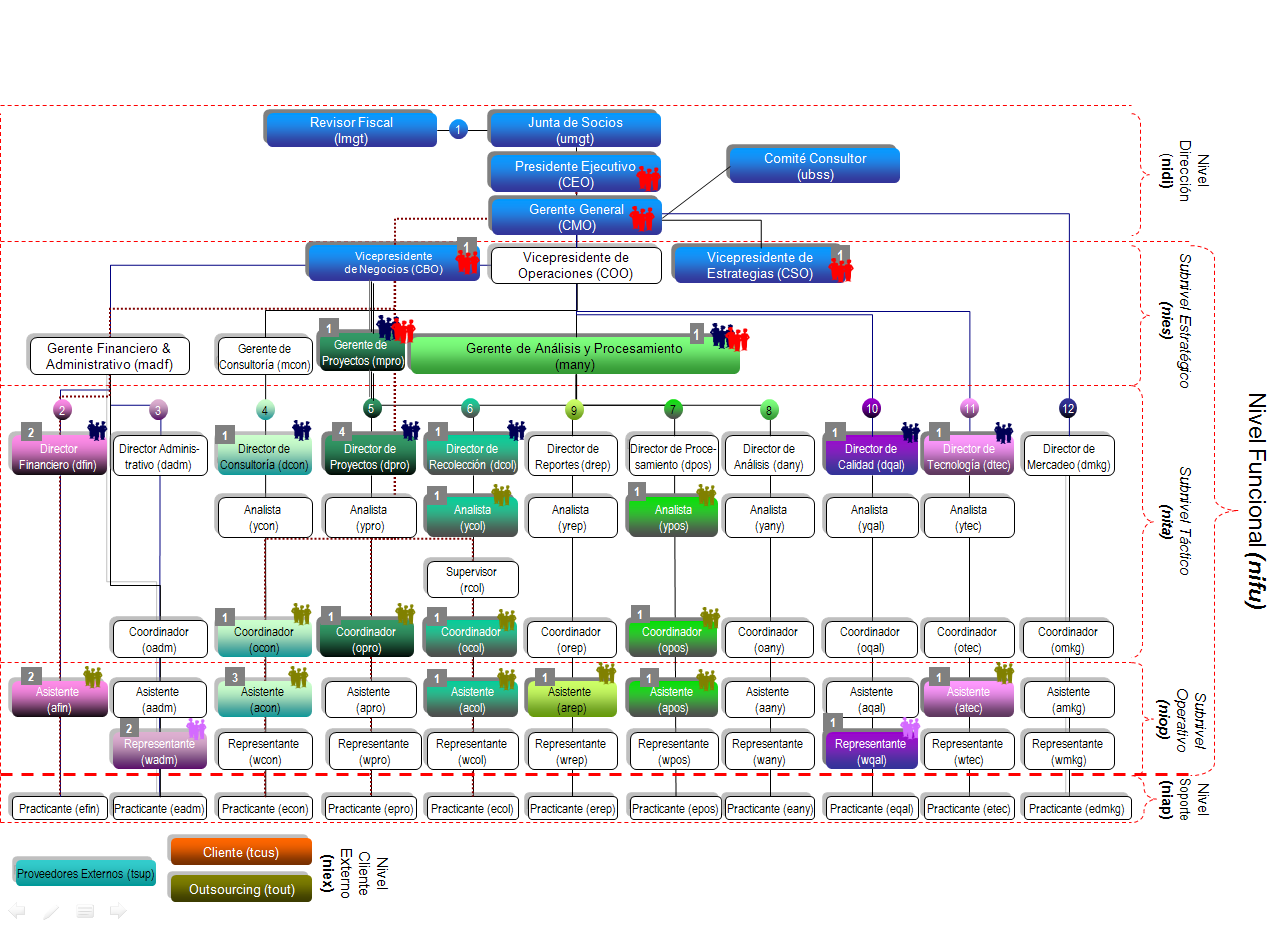 Revisor Fiscal
(lmgt)
1
Junta de Socios
(umgt)
Presidente Ejecutivo
(CEO)
Comité Consultor
(ubss)
Gerente General
(CMO)
Nivel
Dirección
(nidi)
Vicepresidente
de Negocios (CBO)
1
Vicepresidente de
Operaciones (COO)
Vicepresidente de
Estrategias (CSO)
1
Gerente Financiero &
Administrativo (madf)
Gerente de
Consultoría (mcon)
1
Gerente de
Proyectos (mpro)
1
Gerente de Análisis y Procesamiento
(many)
Subnivel Estratégico
(nies)
Nivel Funcional (nifu)
2
3
4
5
6
9
7
8
10
11
12
2
Director
Financiero (dfin)
Director Adminis-
trativo (dadm)
1
Director de
Consultoría (dcon)
4
Director de
Proyectos (dpro)
1
Director de
Recolección (dcol)
Director de
Reportes (drep)
Director de Proce-
samiento (dpos)
Director de
Análisis (dany)
1
Director de
Calidad (dqal)
1
Director de
Tecnología (dtec)
Director de
Mercadeo (dmkg)
Analista
(ycon)
Analista
(ypro)
1
Analista
(ycol)
Analista
(yrep)
1
Analista
(ypos)
Analista
(yany)
Analista
(yqal)
Analista
(ytec)
Subnivel Táctico
(nita)
Supervisor
(rcol)
Coordinador
(oadm)
1
Coordinador
(ocon)
1
Coordinador
(opro)
1
Coordinador
(ocol)
Coordinador
(orep)
1
Coordinador
(opos)
Coordinador
(oany)
Coordinador
(oqal)
Coordinador
(otec)
Coordinador
(omkg)
2
Asistente
(afin)
Asistente
(aadm)
3
Asistente
(acon)
Asistente
(apro)
1
Asistente
(acol)
1
Asistente
(arep)
1
Asistente
(apos)
Asistente
(aany)
Asistente
(aqal)
1
Asistente
(atec)
Asistente
(amkg)
Subnivel
Operativo
(niop)
2
Representante
(wadm)
Representante
(wcon)
Representante
(wpro)
Representante
(wcol)
Representante
(wrep)
Representante
(wpos)
Representante
(wany)
1
Representante
(wqal)
Representante
(wtec)
Representante
(wmkg)
Practicante (efin)
Practicante (eadm)
Practicante (econ)
Practicante (epro)
Practicante (ecol)
Practicante (erep)
Practicante (epos)
Practicante (eany)
Practicante (eqal)
Practicante (etec)
Practicante (edmkg)
Nivel
Soporte
(niap)
Proveedores Externos (tsup)
Cliente (tcus)
Outsourcing (tout)
Nivel
Cliente
Externo
(niex)